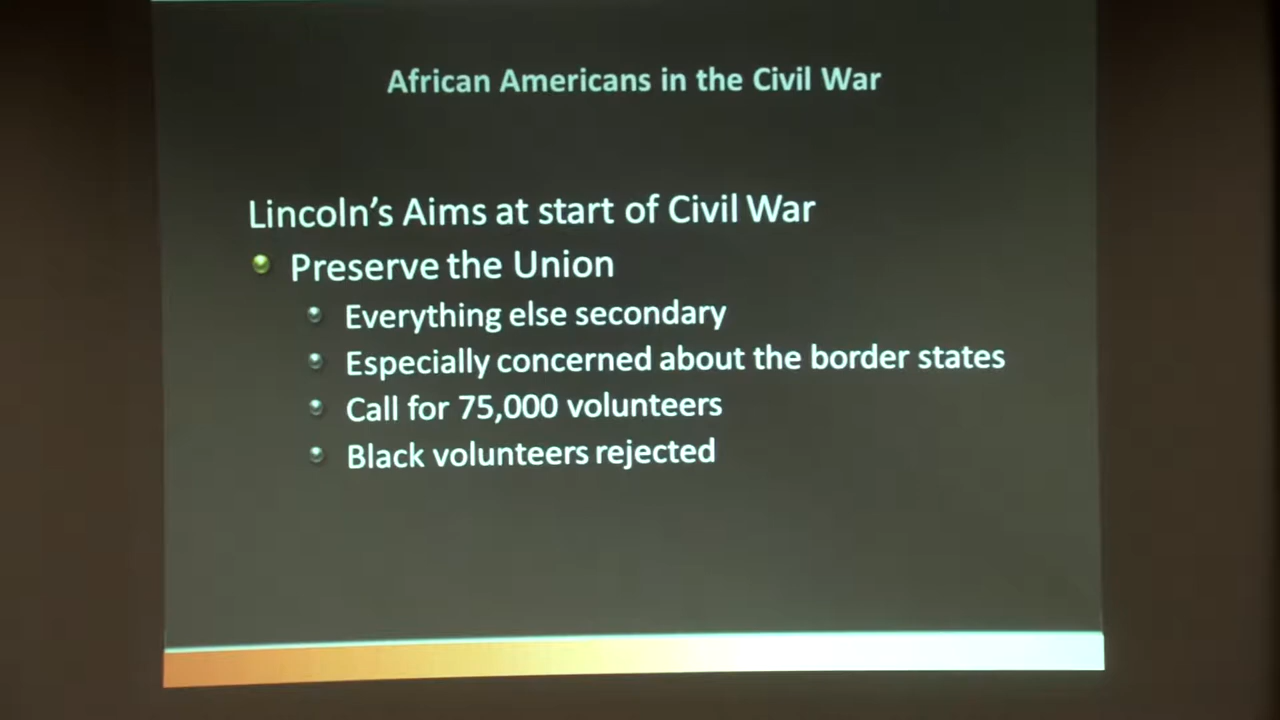 African Americans in the Civil War
Lincoln’s Aims at start of Civil War
Preserve the Union
Everything else secondary
Especially concerned about the border states
Call for 75,000 volunteers
Black volunteers rejected